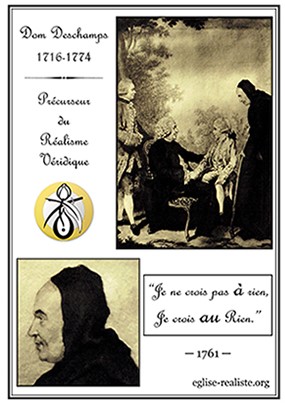 Dom Deschamps
1716-1774
Précurseur
du
Réalisme
Véridique
"Je ne crois pas à rien,
Je crois au Rien."
— 1761 —
eglise-realiste.org